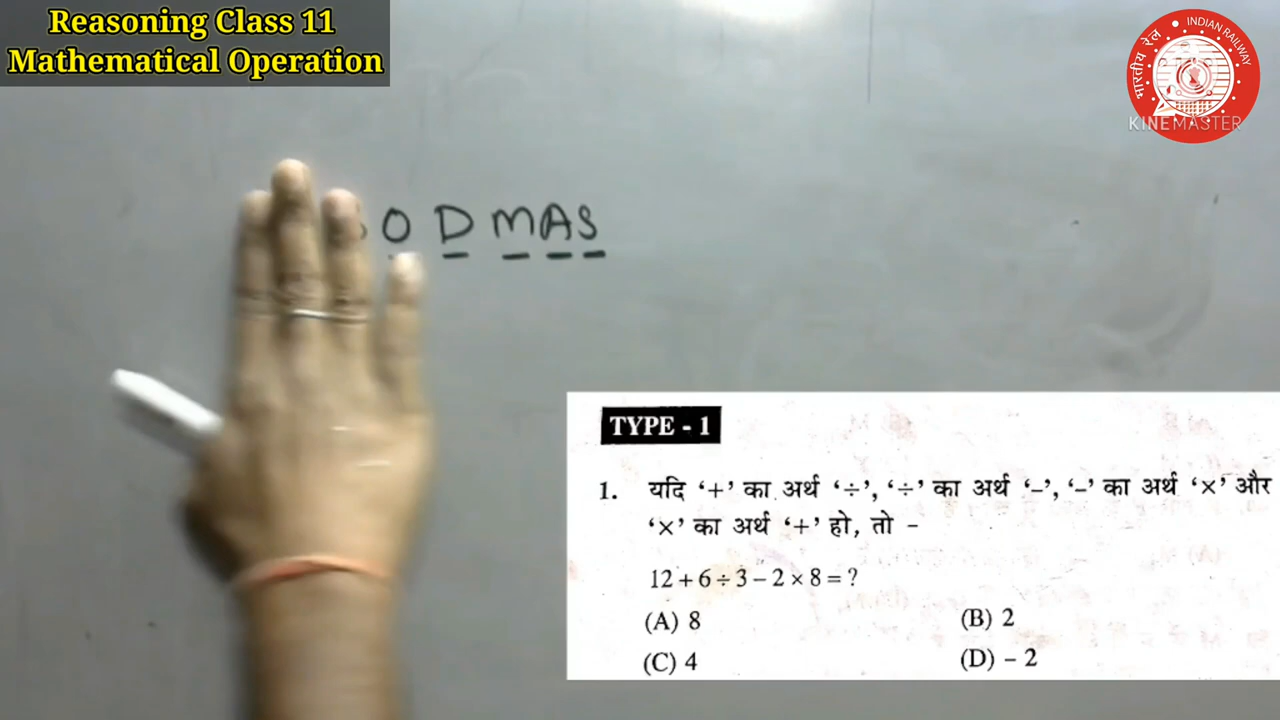 Reasoning Class 11
Mathematical Operation
भारतीय रेल
INDIAN RAILWAY
KINEMASTER
O D M A S
TYPE - 1
1. यदि ‘+’ का अर्थ ‘÷’, ‘÷’ का अर्थ ‘–’, ‘–’ का अर्थ ‘×’ और
‘×’ का अर्थ ‘+’ हो, तो -
12 + 6 ÷ 3 – 2 × 8 = ?
(A) 8
(B) 2
(C) 4
(D) – 2